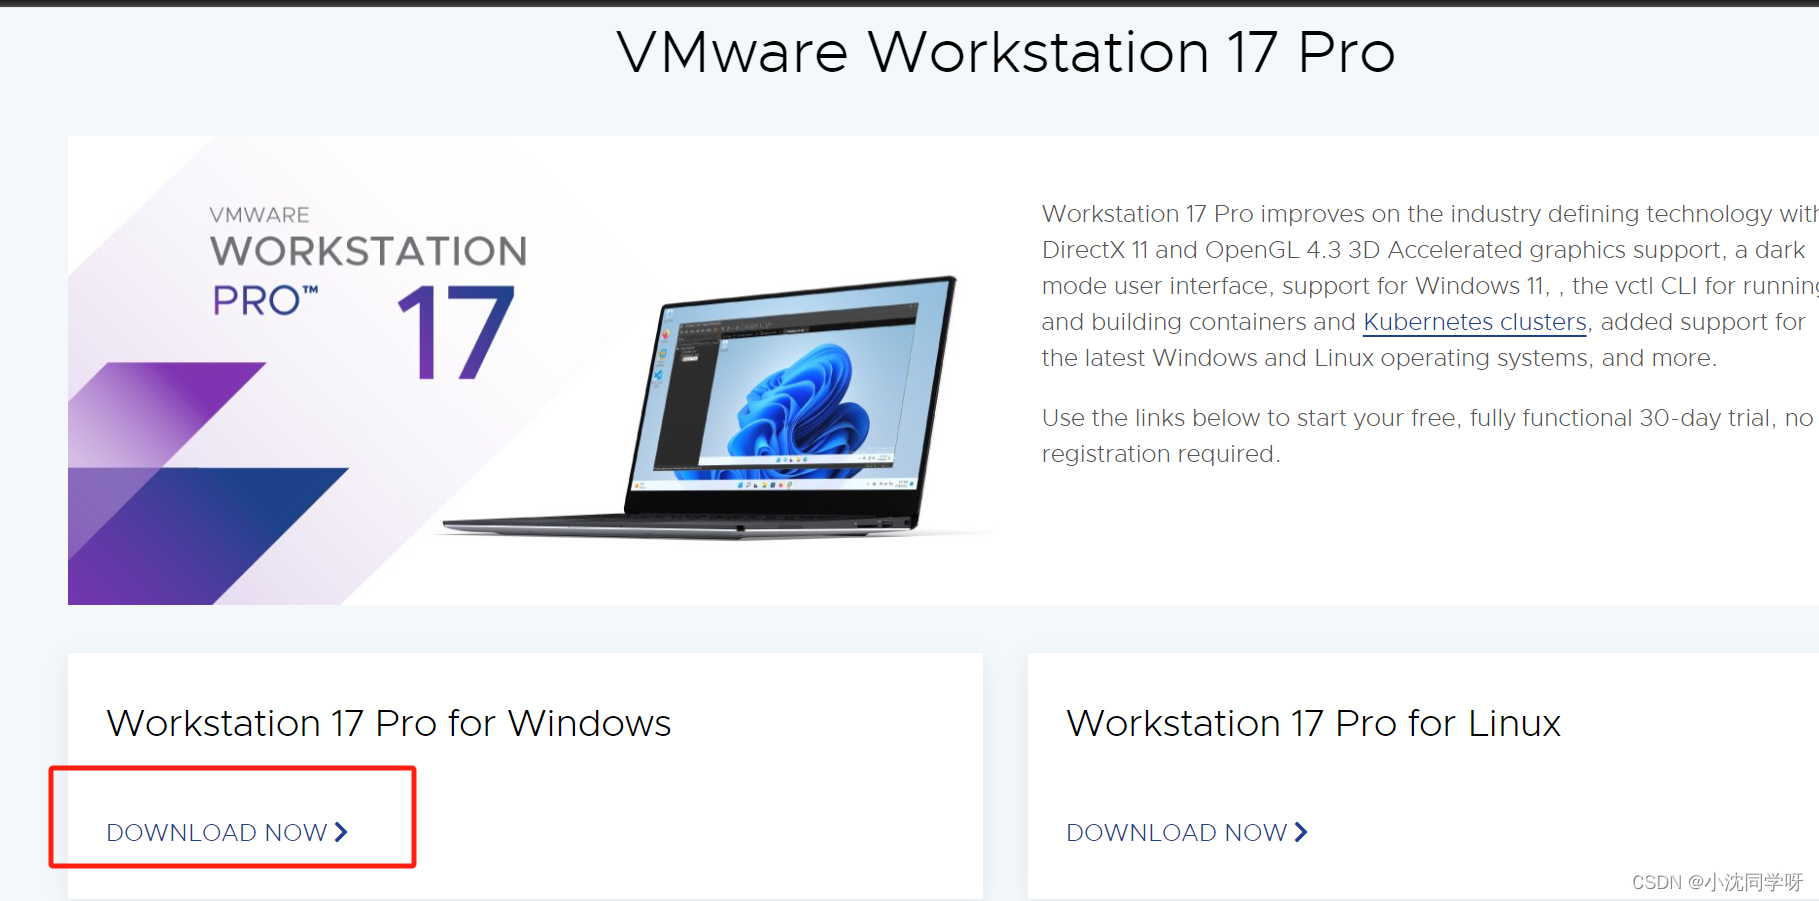 VMware Workstation 17 Pro
VMWARE
WORKSTATION
PRO™ 17
Workstation 17 Pro improves on the industry defining technology with
DirectX 11 and OpenGL 4.3 3D Accelerated graphics support, a dark
mode user interface, support for Windows 11, , the vctl CLI for running
and building containers and Kubernetes clusters, added support for
the latest Windows and Linux operating systems, and more.
Use the links below to start your free, fully functional 30-day trial, no
registration required.
Workstation 17 Pro for Windows
DOWNLOAD NOW
Workstation 17 Pro for Linux
DOWNLOAD NOW
CSDN @小沈同学呀